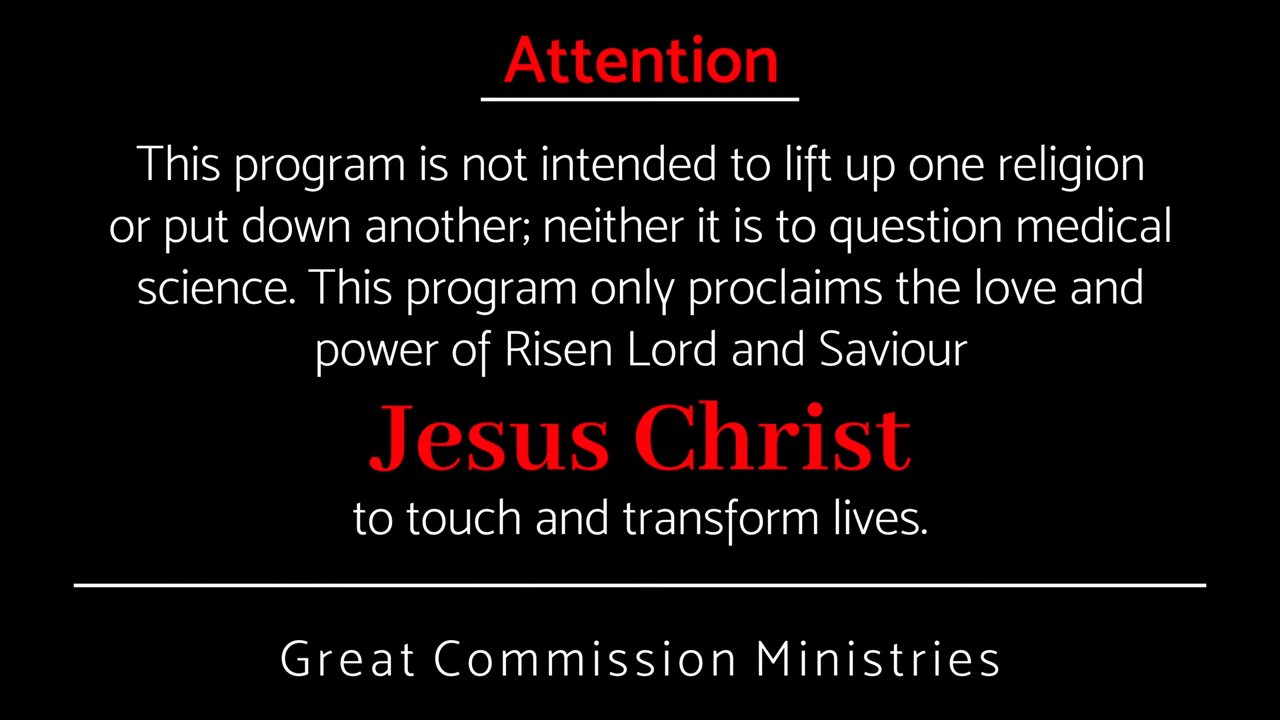 Attention
This program is not intended to lift up one religion
or put down another; neither it is to question medical
science. This program only proclaims the love and
power of Risen Lord and Saviour
Jesus Christ
to touch and transform lives.
Great Commission Ministries